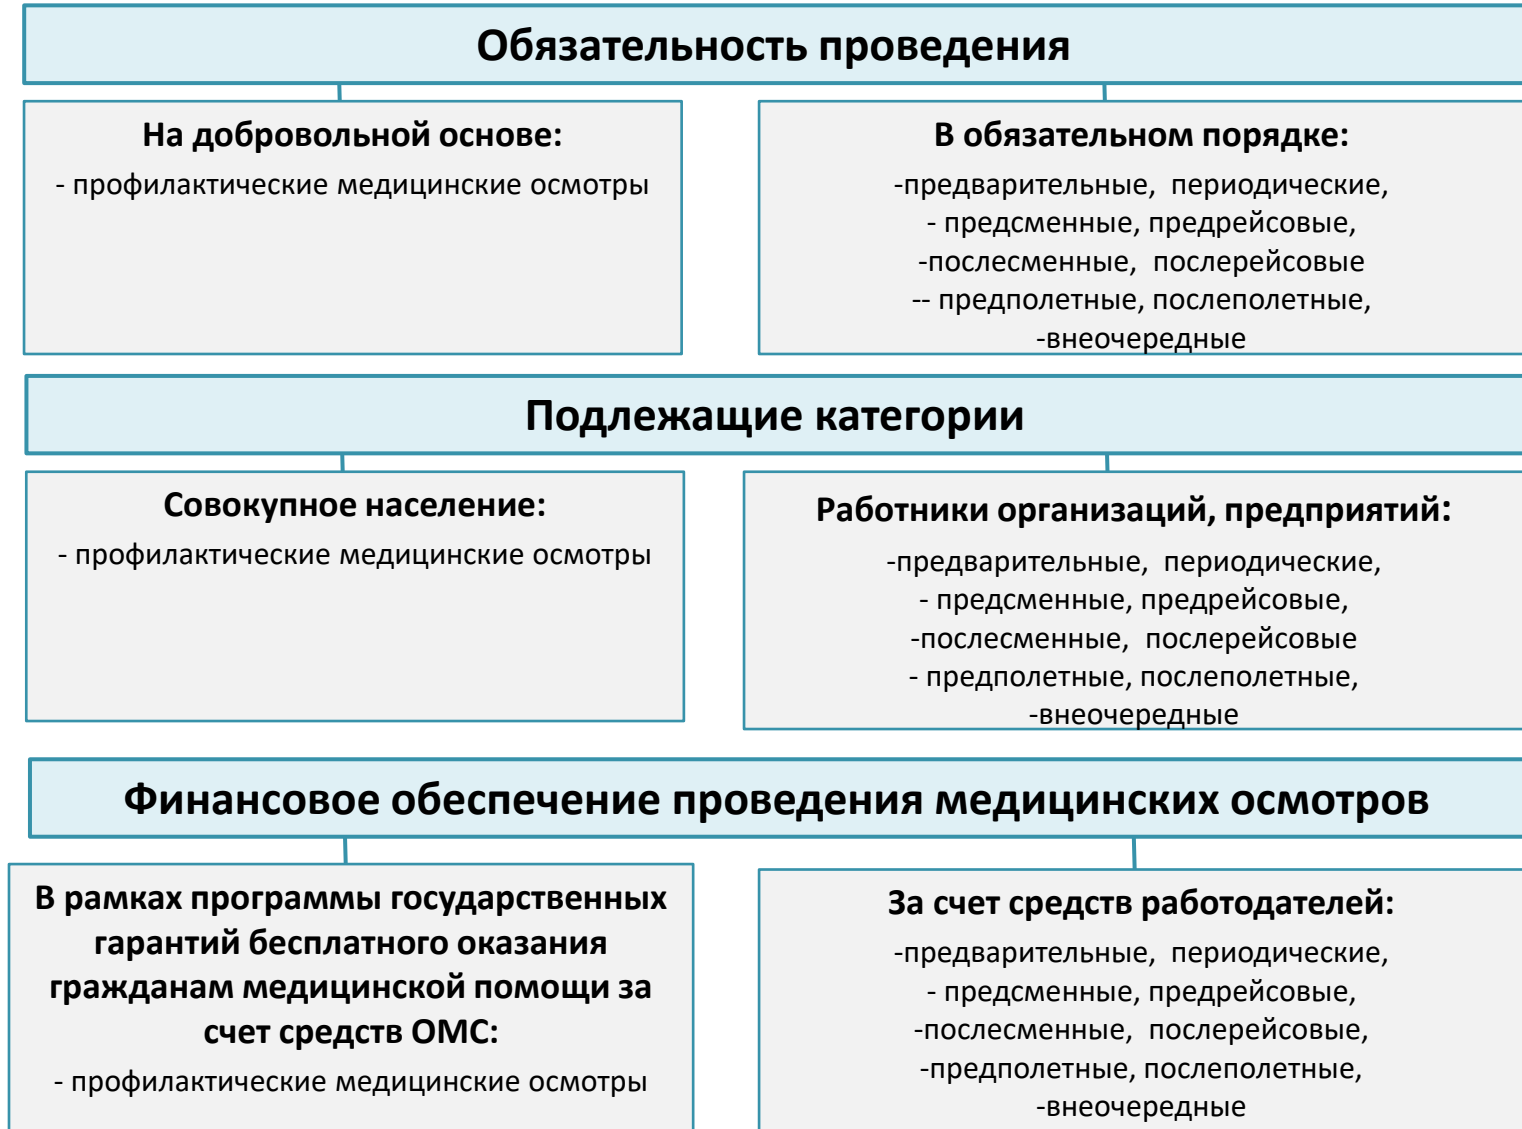 Обязательность проведения
На добровольной основе:
- профилактические медицинские осмотры
В обязательном порядке:
-предварительные, периодические,
- предсменные, предрейсовые,
-послесменные, послерейсовые
-- предполетные, послеполетные,
-внеочередные
Подлежащие категории
Совокупное население:
- профилактические медицинские осмотры
Работники организаций, предприятий:
-предварительные, периодические,
- предсменные, предрейсовые,
-послесменные, послерейсовые
- предполетные, послеполетные,
-внеочередные
Финансовое обеспечение проведения медицинских осмотров
В рамках программы государственных
гарантий бесплатного оказания
гражданам медицинской помощи за
счет средств ОМС:
- профилактические медицинские осмотры
За счет средств работодателей:
-предварительные, периодические,
- предсменные, предрейсовые,
-послесменные, послерейсовые,
-предполетные, послеполетные,
-внеочередные